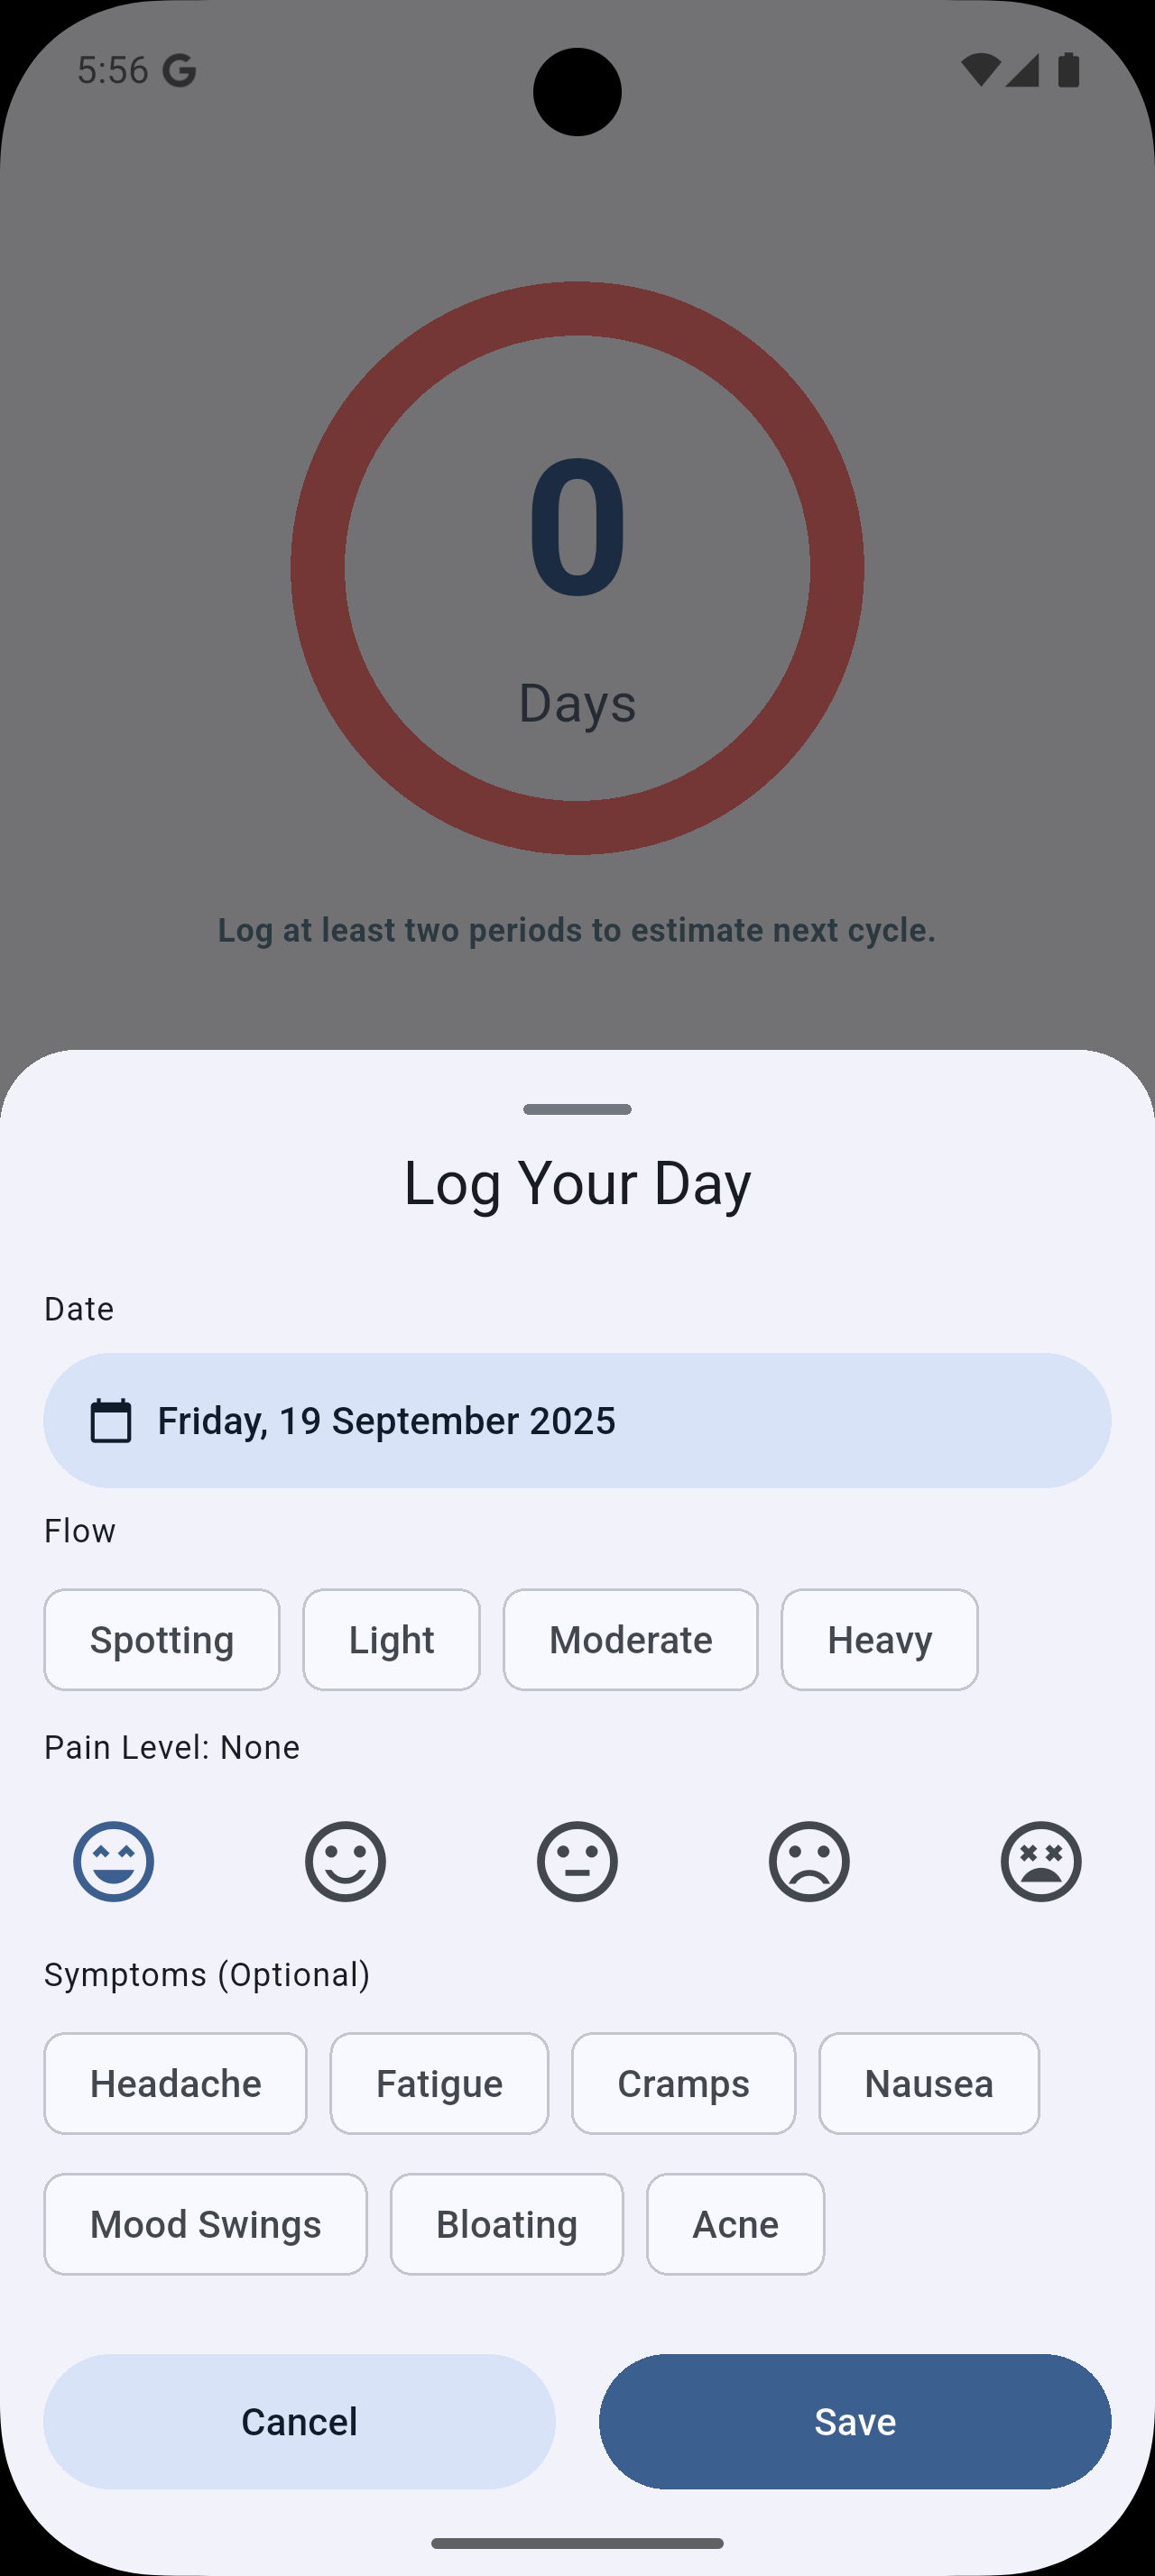 5:56
0
Days
Log at least two periods to estimate next cycle.
Log Your Day
Date
Friday, 19 September 2025
Flow
Spotting Light Moderate Heavy
Pain Level: None
Symptoms (Optional)
Headache Fatigue Cramps Nausea
Mood Swings Bloating Acne
Cancel Save